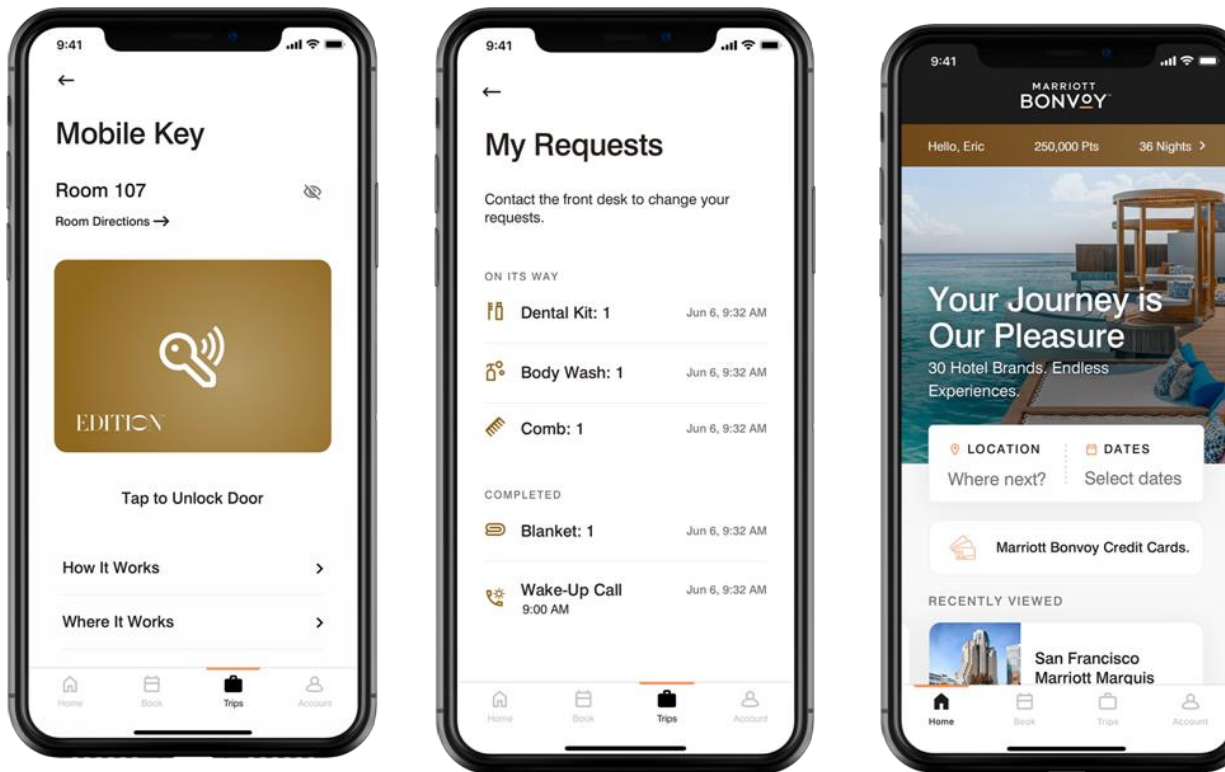 9:41
Mobile Key
Room 107
Room Directions →
EDITION
Tap to Unlock Door
How It Works
Where It Works
Home Book Trips Account
9:41
My Requests
Contact the front desk to change your
requests.
ON ITS WAY
Dental Kit: 1 Jun 6, 9:32 AM
Body Wash: 1 Jun 6, 9:32 AM
Comb: 1 Jun 6, 9:32 AM
COMPLETED
Blanket: 1 Jun 6, 9:32 AM
Wake-Up Call Jun 6, 9:32 AM
9:00 AM
Home Book Trips Account
9:41
MARRIOTT
BONVOY™
Hello, Eric 250,000 Pts 36 Nights >
Your Journey is
Our Pleasure
30 Hotel Brands. Endless
Experiences.
LOCATION DATES
Where next? Select dates
Marriott Bonvoy Credit Cards.
RECENTLY VIEWED
San Francisco
Marriott Marquis
Home Book Trips Account